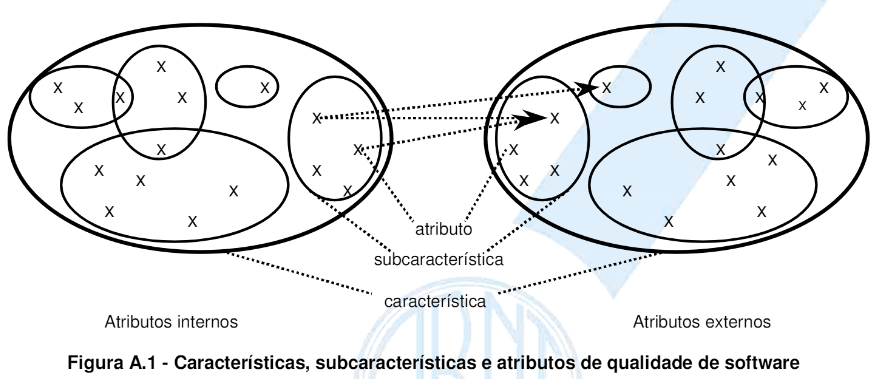 atributo
subcaracterística
característica
Atributos internos
Atributos externos
Figura A.1 - Características, subcaracterísticas e atributos de qualidade de software